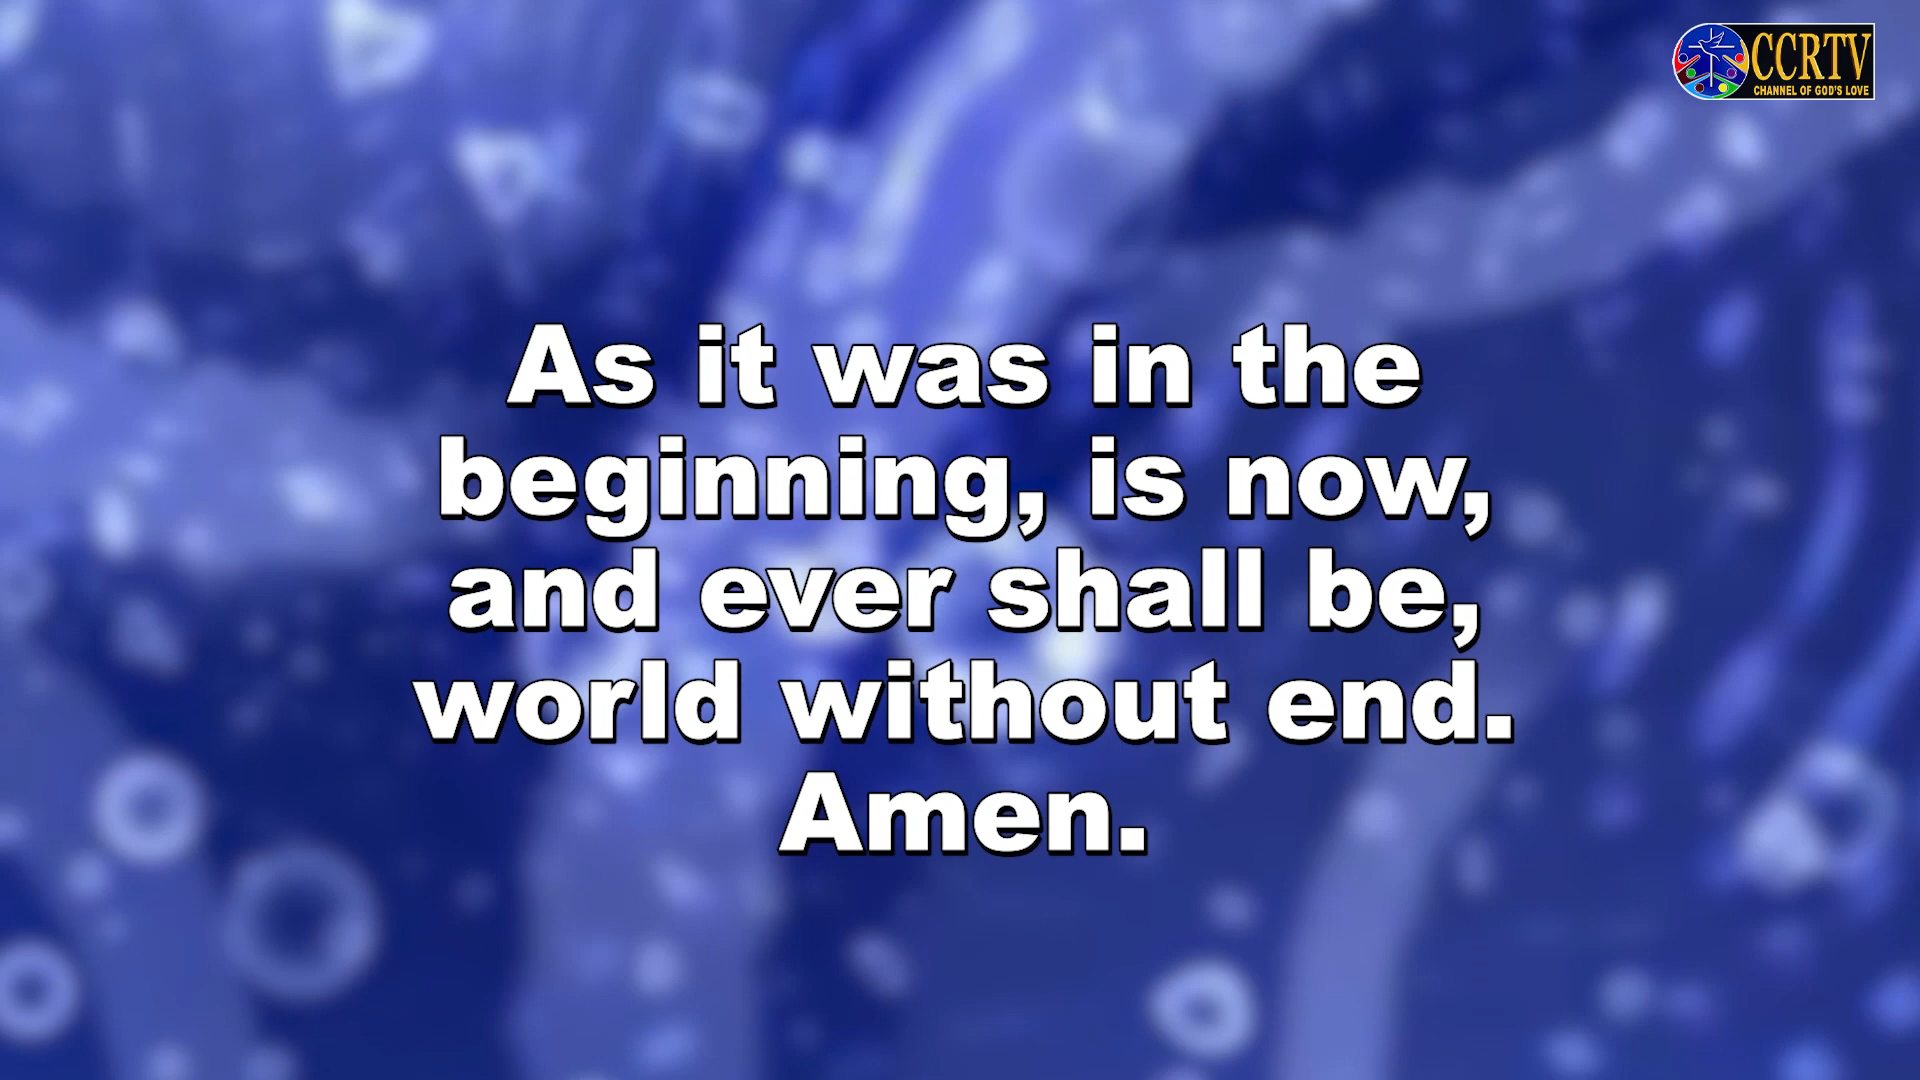 CCRTV
CHANNEL OF GOD'S LOVE
As it was in the
beginning, is now,
and ever shall be,
world without end.
Amen.